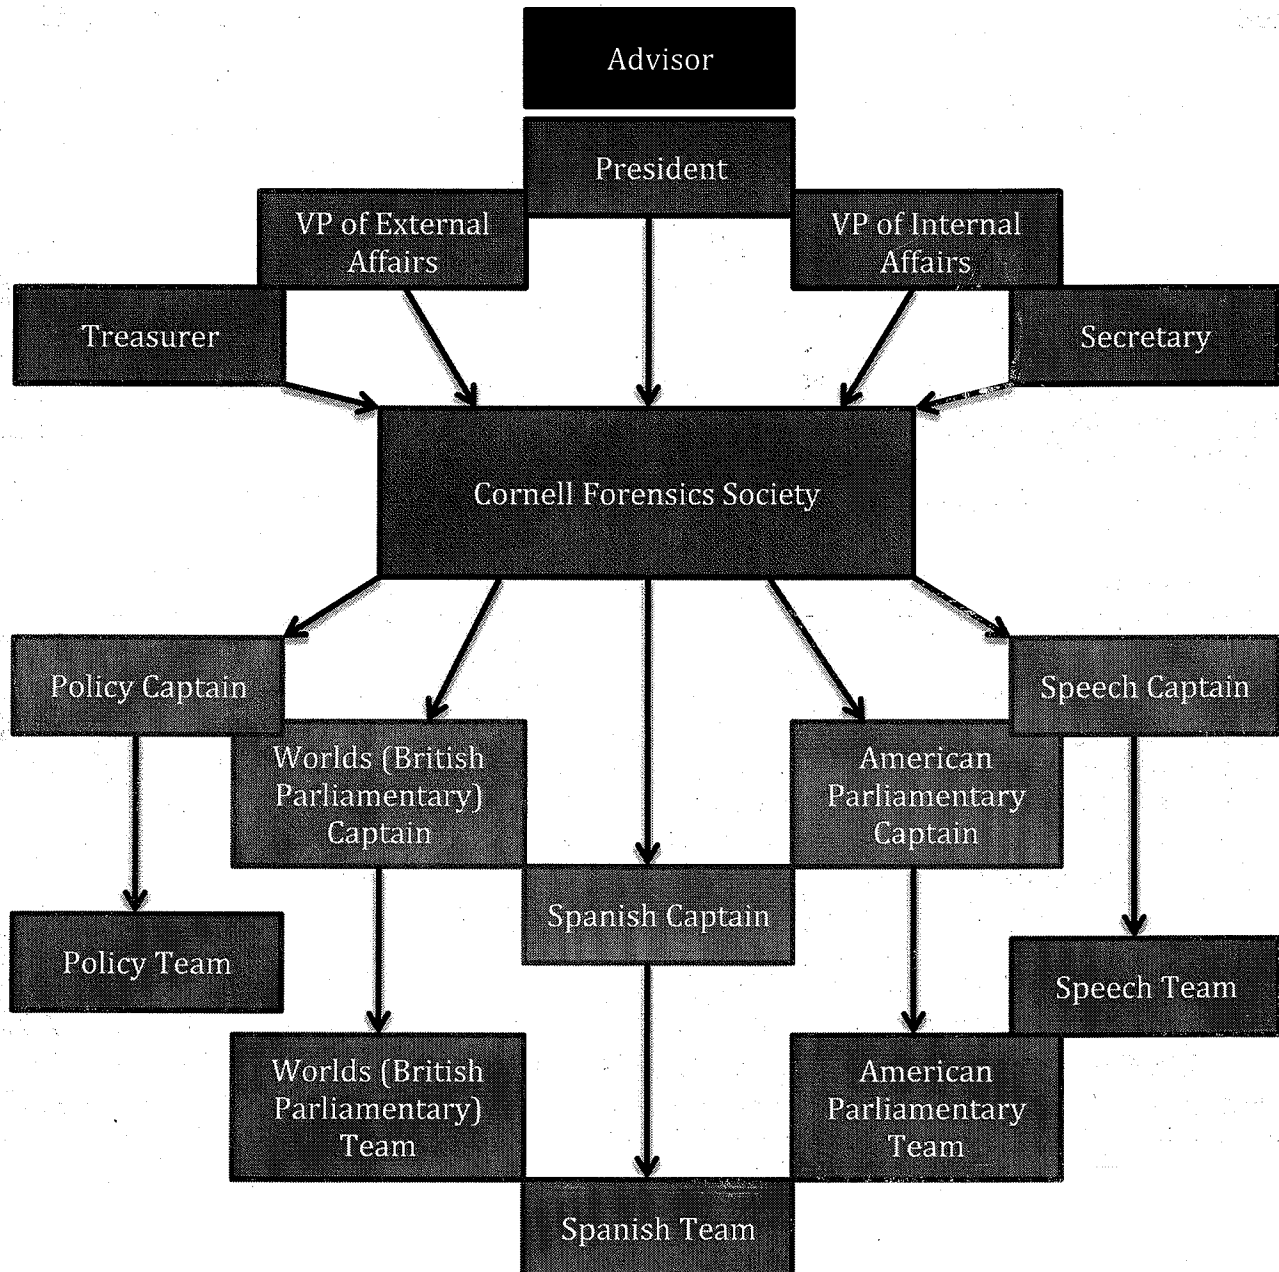 Advisor
President
VP of External
Affairs
VP of Internal
Affairs
Treasurer
Secretary
Cornell Forensics Society
Policy Captain
Speech Captain
Worlds (British
Parliamentary)
Captain
American
Parliamentary
Captain
Spanish Captain
Policy Team
Speech Team
Worlds (British
Parliamentary)
Team
American
Parliamentary
Team
Spanish Team